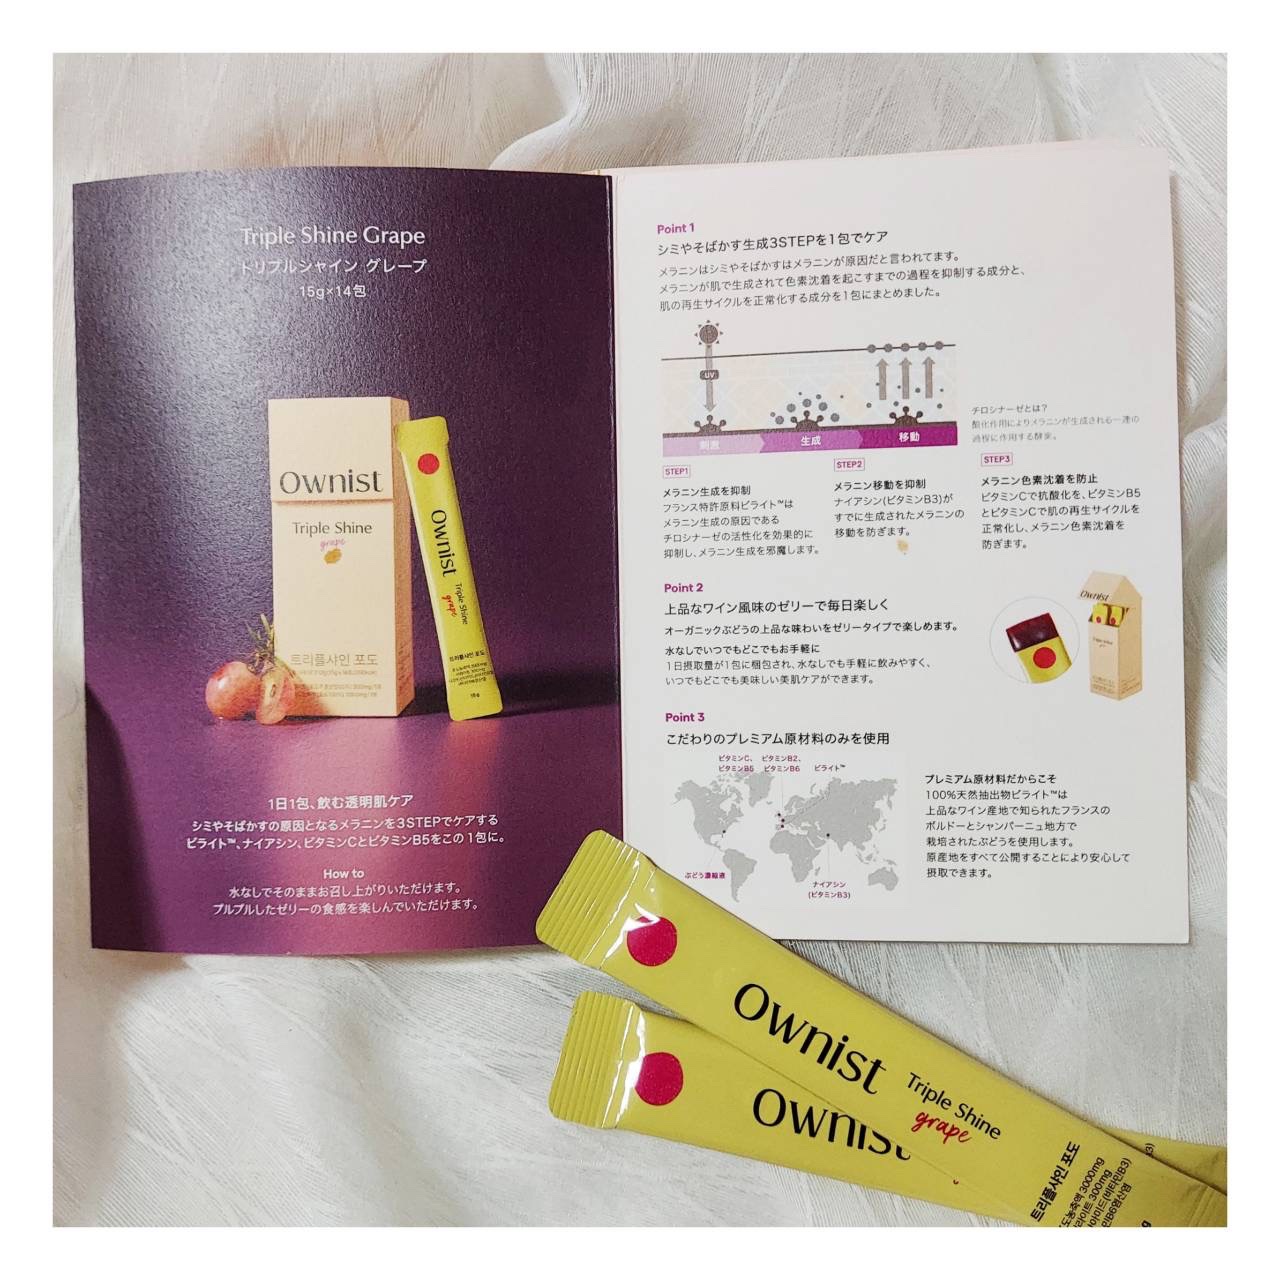 Triple Shine Grape
トリプルシャイン グレープ
15g×14包
Ownist
Triple Shine
grape
트리플샤인 포도
Ownist
Triple Shine
grape
트리플샤인 포도
15g
1日1包、飲む透明肌ケア
シミやそばかすの原因となるメラニンを3STEPでケアする
ビライト™、ナイアシン、ビタミンCとビタミンB5をこの1包に。
How to
水なしでそのままお召し上がりいただけます。
プルプルしたゼリーの食感を楽しんでいただけます。
Point 1
シミやそばかす生成3STEPを1包でケア
メラニンはシミやそばかすはメラニンが原因だと言われてます。
メラニンが肌で生成されて色素沈着を起こすまでの過程を抑制する成分と、
肌の再生サイクルを正常化する成分を1包にまとめました。
UV
刺激
生成
移動
チロシナーゼとは?
酸化作用によりメラニンが生成される一連の
過程に作用する酵素。
STEP1
メラニン生成を抑制
フランス特許原料ビライト™は
メラニン生成の原因である
チロシナーゼの活性化を効果的に
抑制し、メラニン生成を邪魔します。
STEP2
メラニン移動を抑制
ナイアシン(ビタミンB3)が
すでに生成されたメラニンの
移動を防ぎます。
STEP3
メラニン色素沈着を防止
ビタミンCで抗酸化を、ビタミンB5
とビタミンCで肌の再生サイクルを
正常化し、メラニン色素沈着を
防ぎます。
Point 2
上品なワイン風味のゼリーで毎日楽しく
オーガニックぶどうの上品な味わいをゼリータイプで楽しめます。
水なしでいつでもどこでもお手軽に
1日摂取量が1包に梱包され、水なしでも手軽に飲みやすく、
いつでもどこでも美味しい美肌ケアができます。
Ownist
Triple Shine
Point 3
こだわりのプレミアム原材料のみを使用
ビタミンC、
ビタミンB5
ビタミンB2、
ビタミンB6
ビライト™
ぶどう濃縮液
ナイアシン
(ビタミンB3)
プレミアム原材料だからこそ
100%天然抽出物ビライト™は
上品なワイン産地で知られたフランスの
ボルドーとシャンパーニュ地方で
栽培されたぶどうを使用します。
原産地をすべて公開することにより安心して
摂取できます。
Ownist
Triple Shine
grape
트리플샤인 포도
도농축액 3000mg
라이트 300mg
아마이드(비타민B3)
민B6염산염
Ownist